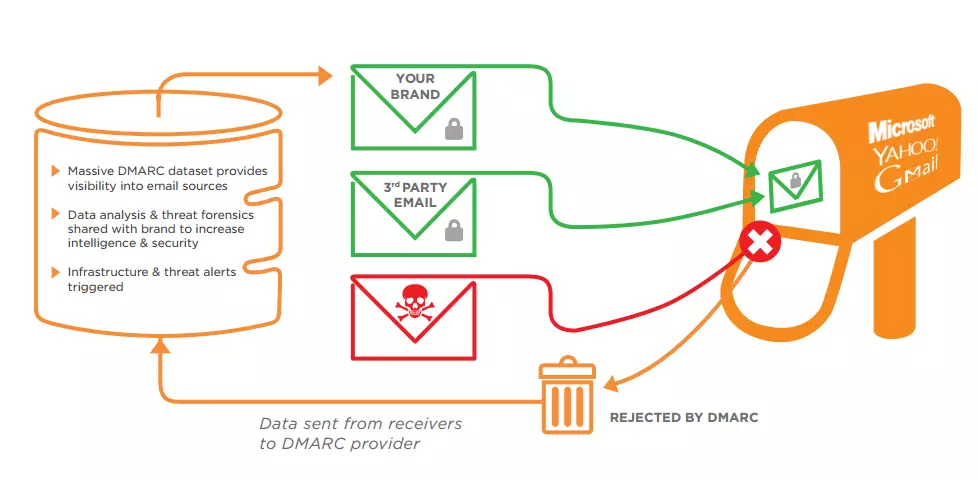 YOUR
BRAND
Massive DMARC dataset provides
visibility into email sources
Data analysis & threat forensics
shared with brand to increase
intelligence & security
Infrastructure & threat alerts
triggered
3rd PARTY
EMAIL
Microsoft
YAHOO!
Gmail
REJECTED BY DMARC
Data sent from receivers
to DMARC provider